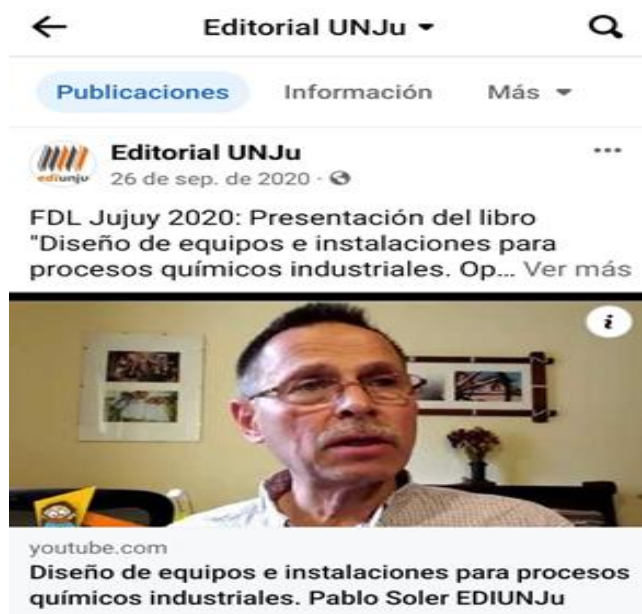 Editorial UNJu
Publicaciones Información Más
Editorial UNJu
ediunju
26 de sep. de 2020 ·
FDL Jujuy 2020: Presentación del libro
"Diseño de equipos e instalaciones para
procesos químicos industriales. Op... Ver más
i
youtube.com
Diseño de equipos e instalaciones para procesos
químicos industriales. Pablo Soler EDIUNJu